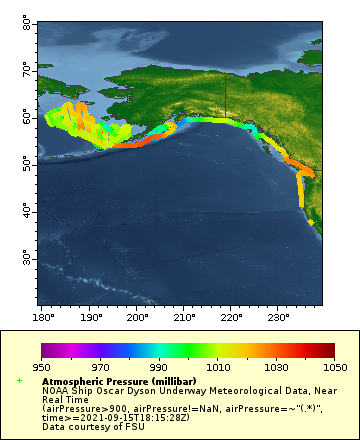 80°
70°
60°
50°
40°
30°
180° 190° 200° 210° 220° 230°
950 970 990 1010 1030 1050
+ Atmospheric Pressure (millibar)
NOAA Ship Oscar Dyson Underway Meteorological Data, Near
Real Time
(airPressure>900, airPressure!=NaN, airPressure=~"(.*)",
time>=2021-09-15T18:15:28Z)
Data courtesy of FSU